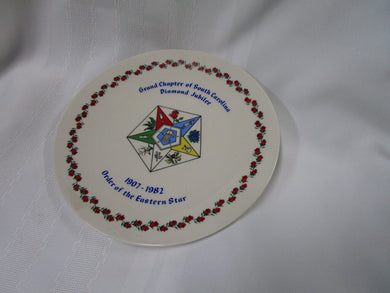 Grand Chapter of South Carolina
Diamond Jubilee
1907-1982
Order of the Eastern Star